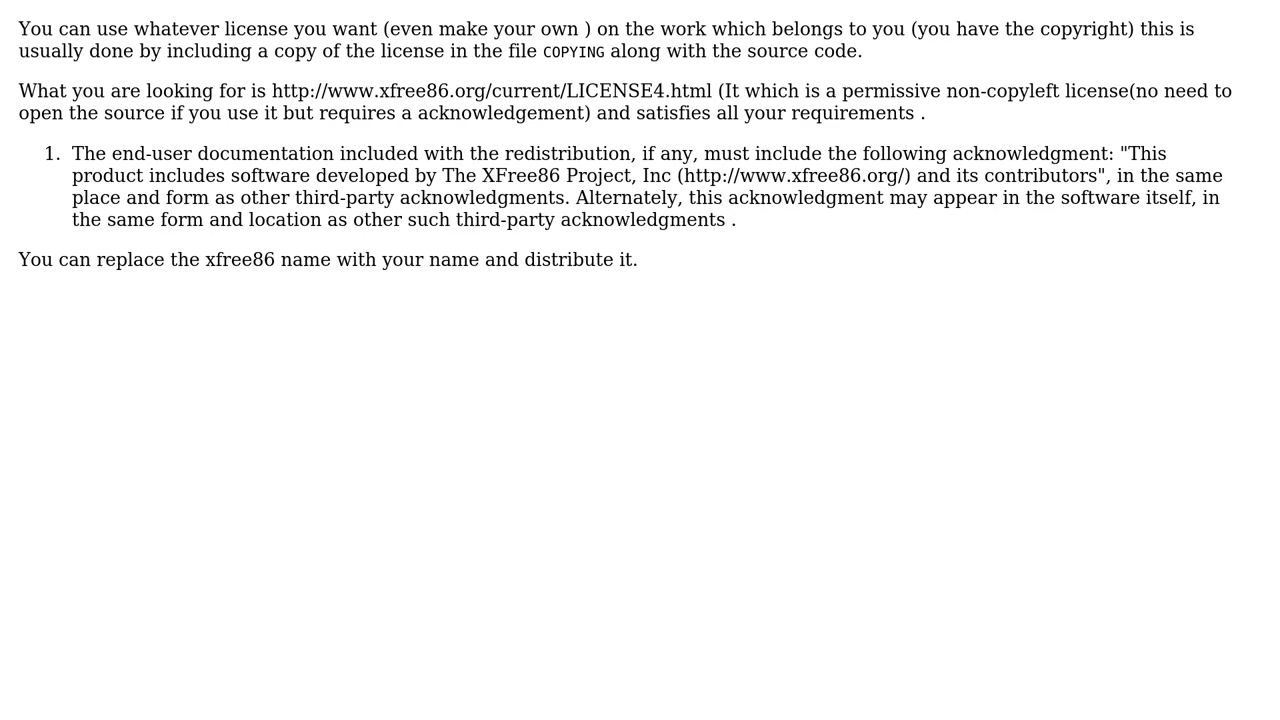 You can use whatever license you want (even make your own ) on the work which belongs to you (you have the copyright) this is
usually done by including a copy of the license in the file COPYING along with the source code.
What you are looking for is http://www.xfree86.org/current/LICENSE4.html (It which is a permissive non-copyleft license(no need to
open the source if you use it but requires a acknowledgement) and satisfies all your requirements .
1. The end-user documentation included with the redistribution, if any, must include the following acknowledgment: "This
product includes software developed by The XFree86 Project, Inc (http://www.xfree86.org/) and its contributors", in the same
place and form as other third-party acknowledgments. Alternately, this acknowledgment may appear in the software itself, in
the same form and location as other such third-party acknowledgments .
You can replace the xfree86 name with your name and distribute it.